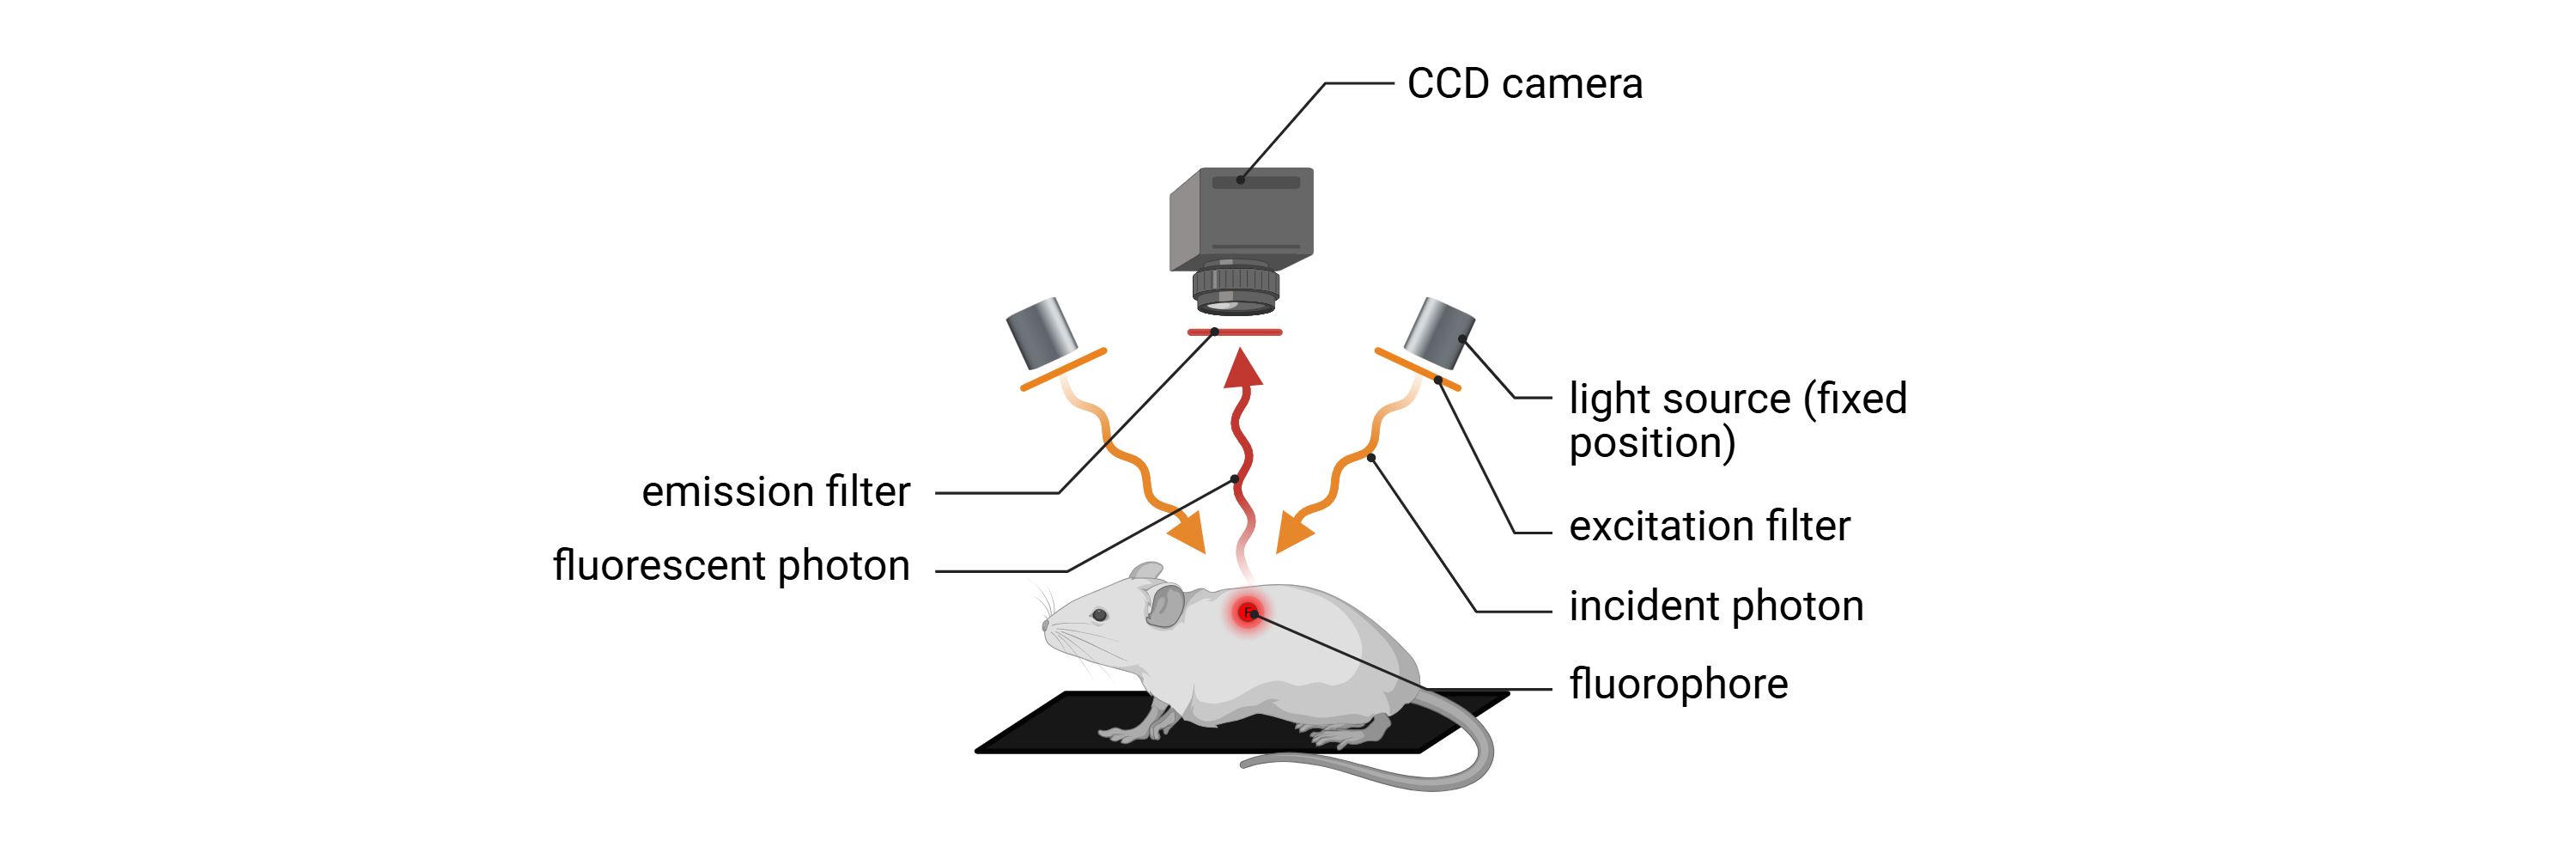 CCD camera
light source (fixed
position)
emission filter
excitation filter
fluorescent photon
incident photon
F
fluorophore